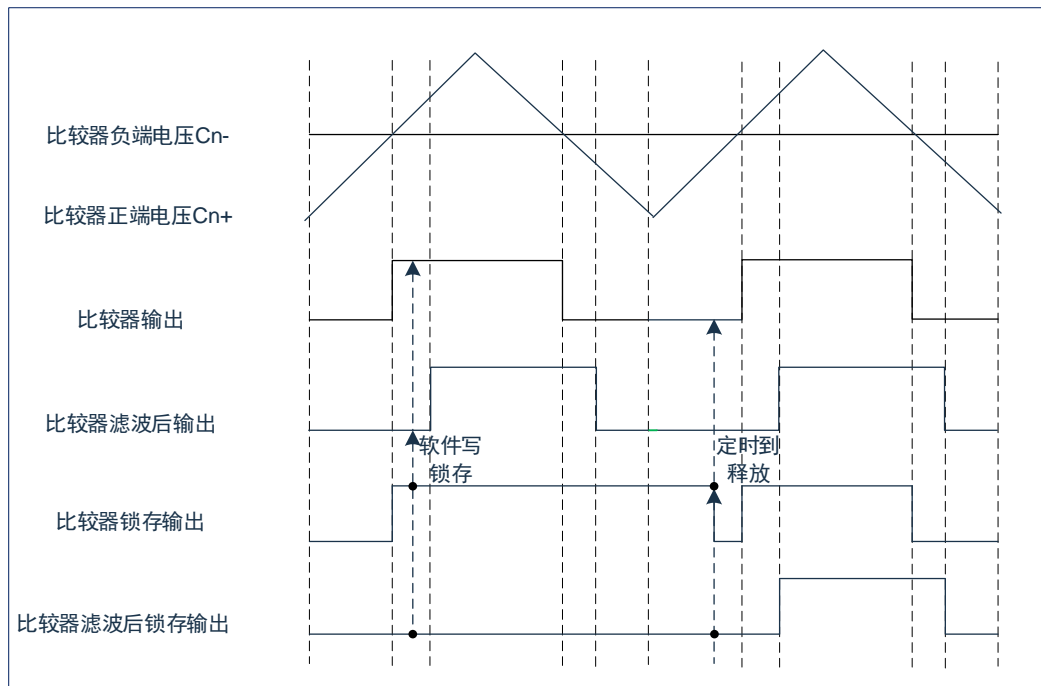 比较器负端电压Cn-
比较器正端电压Cn+
比较器输出
比较器滤波后输出
软件写
锁存
定时到
释放
比较器锁存输出
比较器滤波后锁存输出